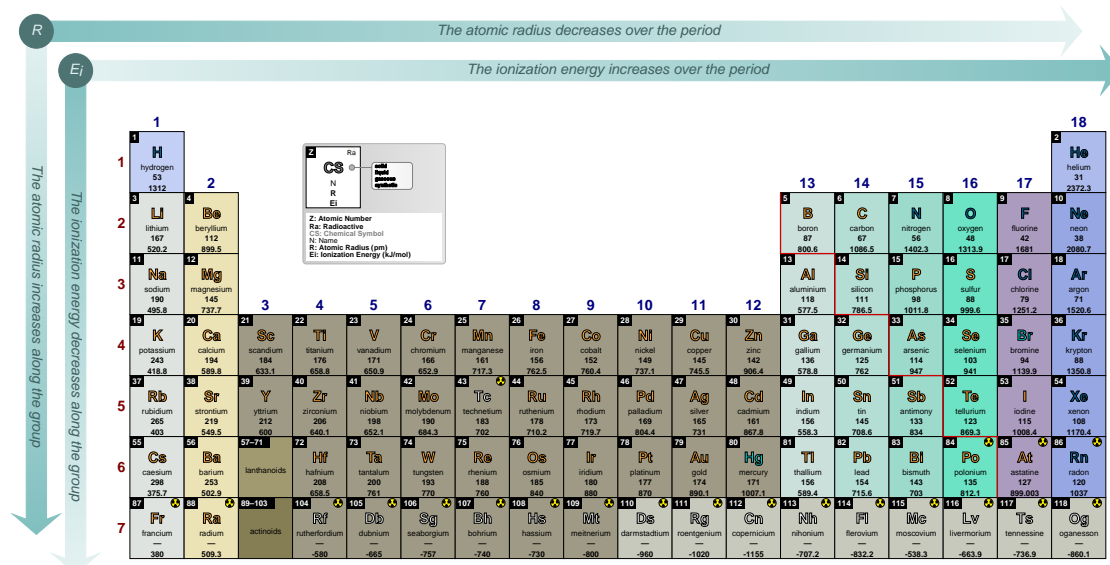 R
The atomic radius decreases over the period
Ei
The ionization energy increases over the period
The atomic radius increases along the group
The ionization energy decreases along the group
1 18
1 2
H He
hydrogen helium
53 31
1312 2372.3
Z Ra
CS
N
R
Ei
solid
liquid
gaseous
synthetic
Z: Atomic Number
Ra: Radioactive
CS: Chemical Symbol
N: Name
R: Atomic Radius (pm)
Ei: Ionization Energy (kJ/mol)
1
2 13 14 15 16 17
3 4 5 6 7 8 9 10
2 Li Be B C N O F Ne
lithium beryllium boron carbon nitrogen oxygen fluorine neon
167 112 87 67 56 48 42 38
520.2 899.5 800.6 1086.5 1402.3 1313.9 1681 2080.7
11 12 13 14 15 16 17 18
3 Na Mg Al Si P S Cl Ar
sodium magnesium aluminium silicon phosphorus sulfur chlorine argon
190 145 118 111 98 88 79 71
495.8 737.7 577.5 786.5 1011.8 999.6 1251.2 1520.6
3 4 5 6 7 8 9 10 11 12
19 20 21 22 23 24 25 26 27 28 29 30 31 32 33 34 35 36
4 K Ca Sc Ti V Cr Mn Fe Co Ni Cu Zn Ga Ge As Se Br Kr
potassium calcium scandium titanium vanadium chromium manganese iron cobalt nickel copper zinc gallium germanium arsenic selenium bromine krypton
243 194 184 176 171 166 161 156 152 149 145 142 136 125 114 103 94 88
418.8 589.8 633.1 658.8 650.9 652.9 717.3 762.5 760.4 737.1 745.5 906.4 578.8 762 947 941 1139.9 1350.8
37 38 39 40 41 42 43 44 45 46 47 48 49 50 51 52 53 54
5 Rb Sr Y Zr Nb Mo Tc Ru Rh Pd Ag Cd In Sn Sb Te I Xe
rubidium strontium yttrium zirconium niobium molybdenum technetium ruthenium rhodium palladium silver cadmium indium tin antimony tellurium iodine xenon
265 219 212 206 198 190 183 178 173 169 165 161 156 145 133 123 115 108
403 549.5 600 640.1 652.1 684.3 702 710.2 719.7 804.4 731 867.8 558.3 708.6 834 869.3 1008.4 1170.4
55 56 57–71 72 73 74 75 76 77 78 79 80 81 82 83 84 85 86
6 Cs Ba lanthanoids Hf Ta W Re Os Ir Pt Au Hg Tl Pb Bi Po At Rn
caesium barium hafnium tantalum tungsten rhenium osmium iridium platinum gold mercury thallium lead bismuth polonium astatine radon
298 253 208 200 193 188 185 180 177 174 171 156 154 143 135 127 120
375.7 502.9 658.5 761 770 760 840 880 870 890.1 1007.1 589.4 715.6 703 812.1 899.003 1037
87 88 89–103 104 105 106 107 108 109 110 111 112 113 114 115 116 117 118
7 Fr Ra actinoids Rf Db Sg Bh Hs Mt Ds Rg Cn Nh Fl Mc Lv Ts Og
francium radium rutherfordium dubnium seaborgium bohrium hassium meitnerium darmstadtium roentgenium copernicium nihonium flerovium moscovium livermorium tennessine oganesson
— — — — — — — — — — — — — — — — —
380 509.3 -580 -665 -757 -740 -730 -800 -960 -1020 -1155 -707.2 -832.2 -538.3 -663.9 -736.9 -860.1